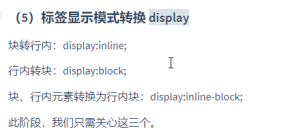 （5）标签显示模式转换 display
块转行内：display:inline;
行内转块：display:block;
块、行内元素转换为行内块：display:inline-block;
此阶段，我们只需关心这三个。